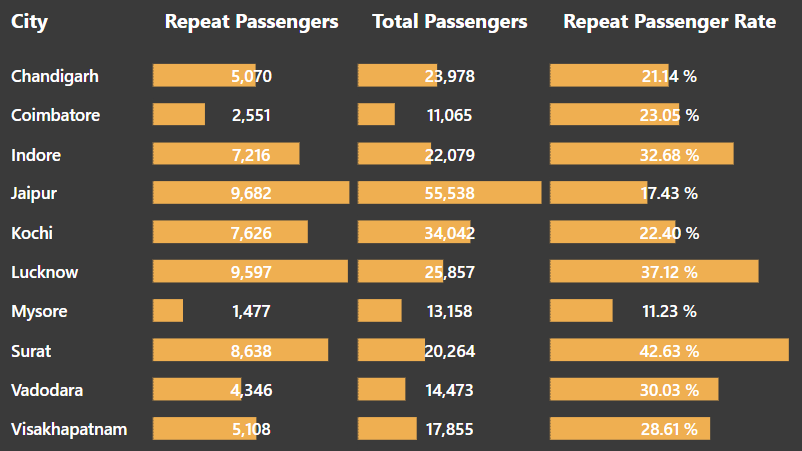 City Repeat Passengers Total Passengers Repeat Passenger Rate
Chandigarh 5,070 23,978 21.14 %
Coimbatore 2,551 11,065 23.05 %
Indore 7,216 22,079 32.68 %
Jaipur 9,682 55,538 17.43 %
Kochi 7,626 34,042 22.40 %
Lucknow 9,597 25,857 37.12 %
Mysore 1,477 13,158 11.23 %
Surat 8,638 20,264 42.63 %
Vadodara 4,346 14,473 30.03 %
Visakhapatnam 5,108 17,855 28.61 %